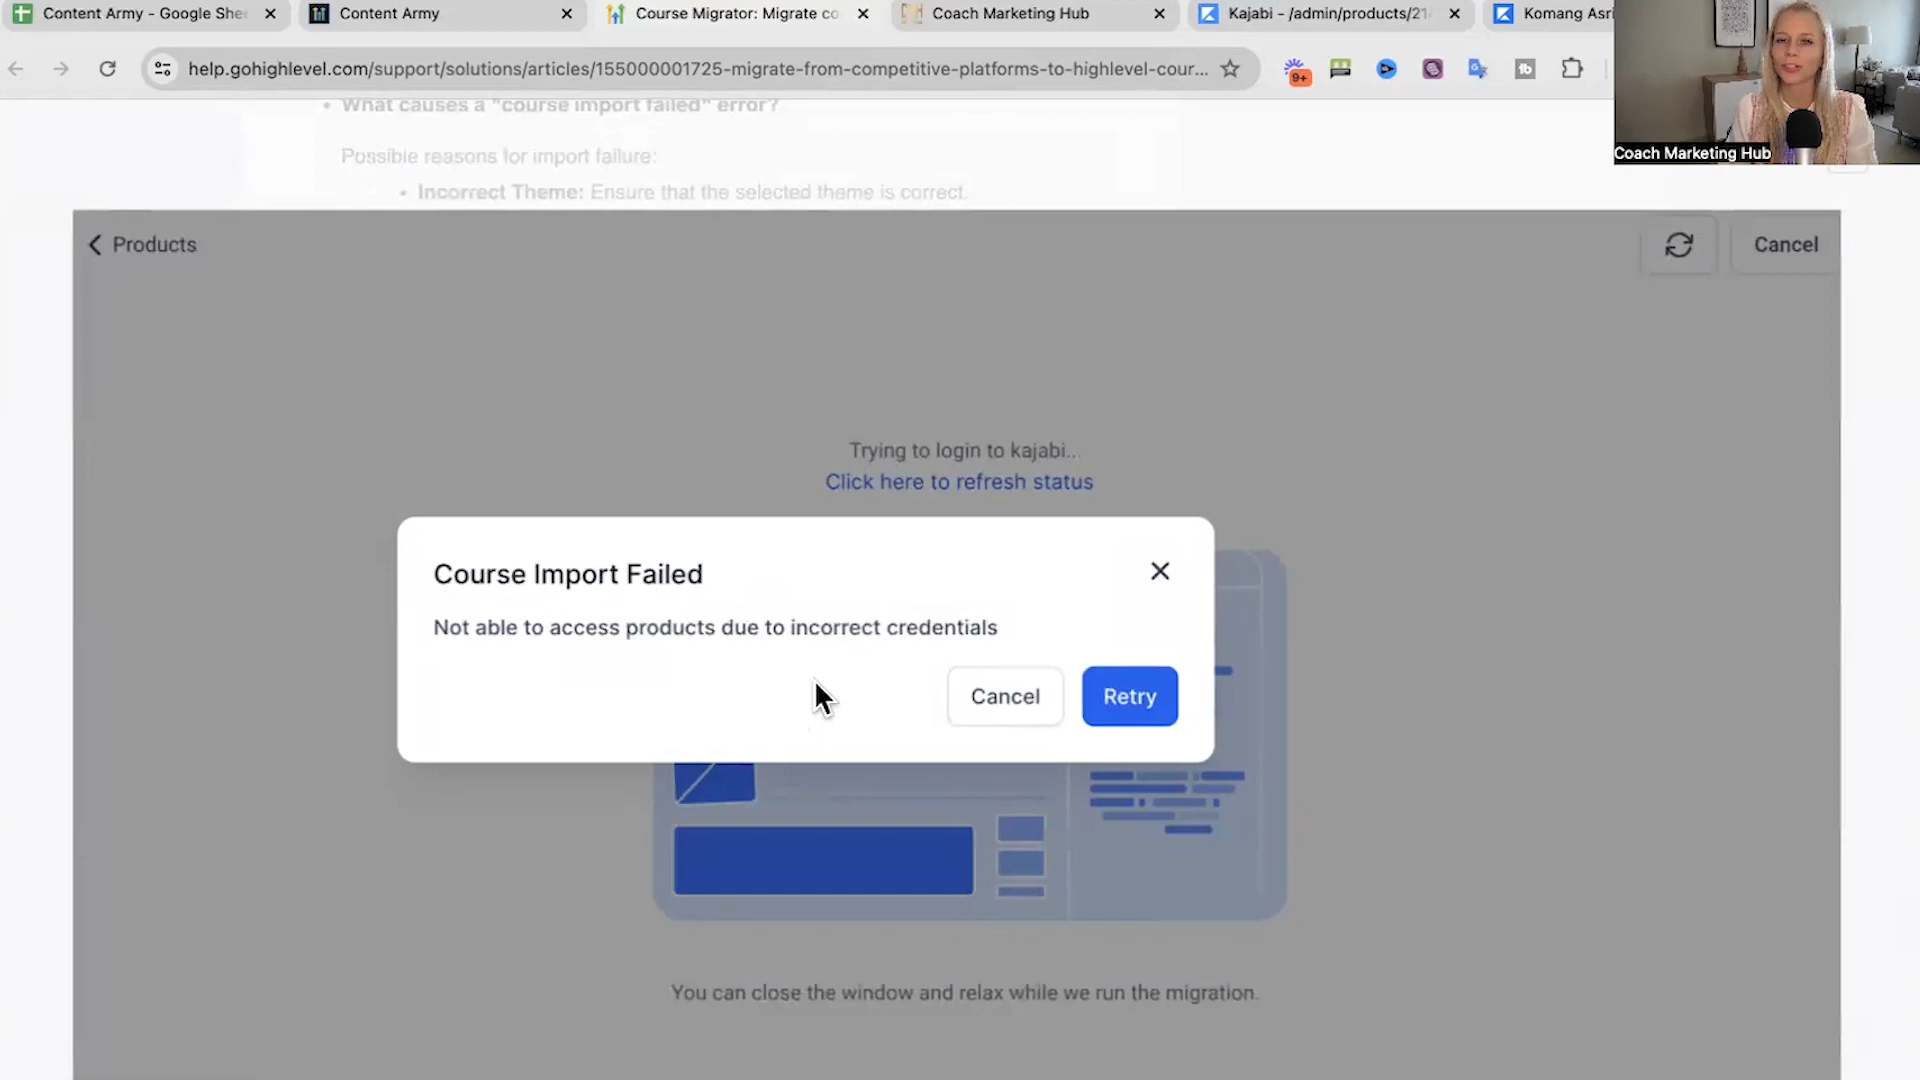 Content Army - Google She
Content Army
Course Migrator: Migrate co
Coach Marketing Hub
Kajabi - /admin/products/21
Komang Asri
help.gohighlevel.com/support/solutions/articles/155000001725-migrate-from-competitive-platforms-to-highlevel-cour...
9+
1b
Coach Marketing Hub
• What causes a "course import failed" error?
Possible reasons for import failure:
• Incorrect Theme: Ensure that the selected theme is correct.
Products
Cancel
Trying to login to kajabi...
Click here to refresh status
Course Import Failed
Not able to access products due to incorrect credentials
Cancel
Retry
You can close the window and relax while we run the migration.